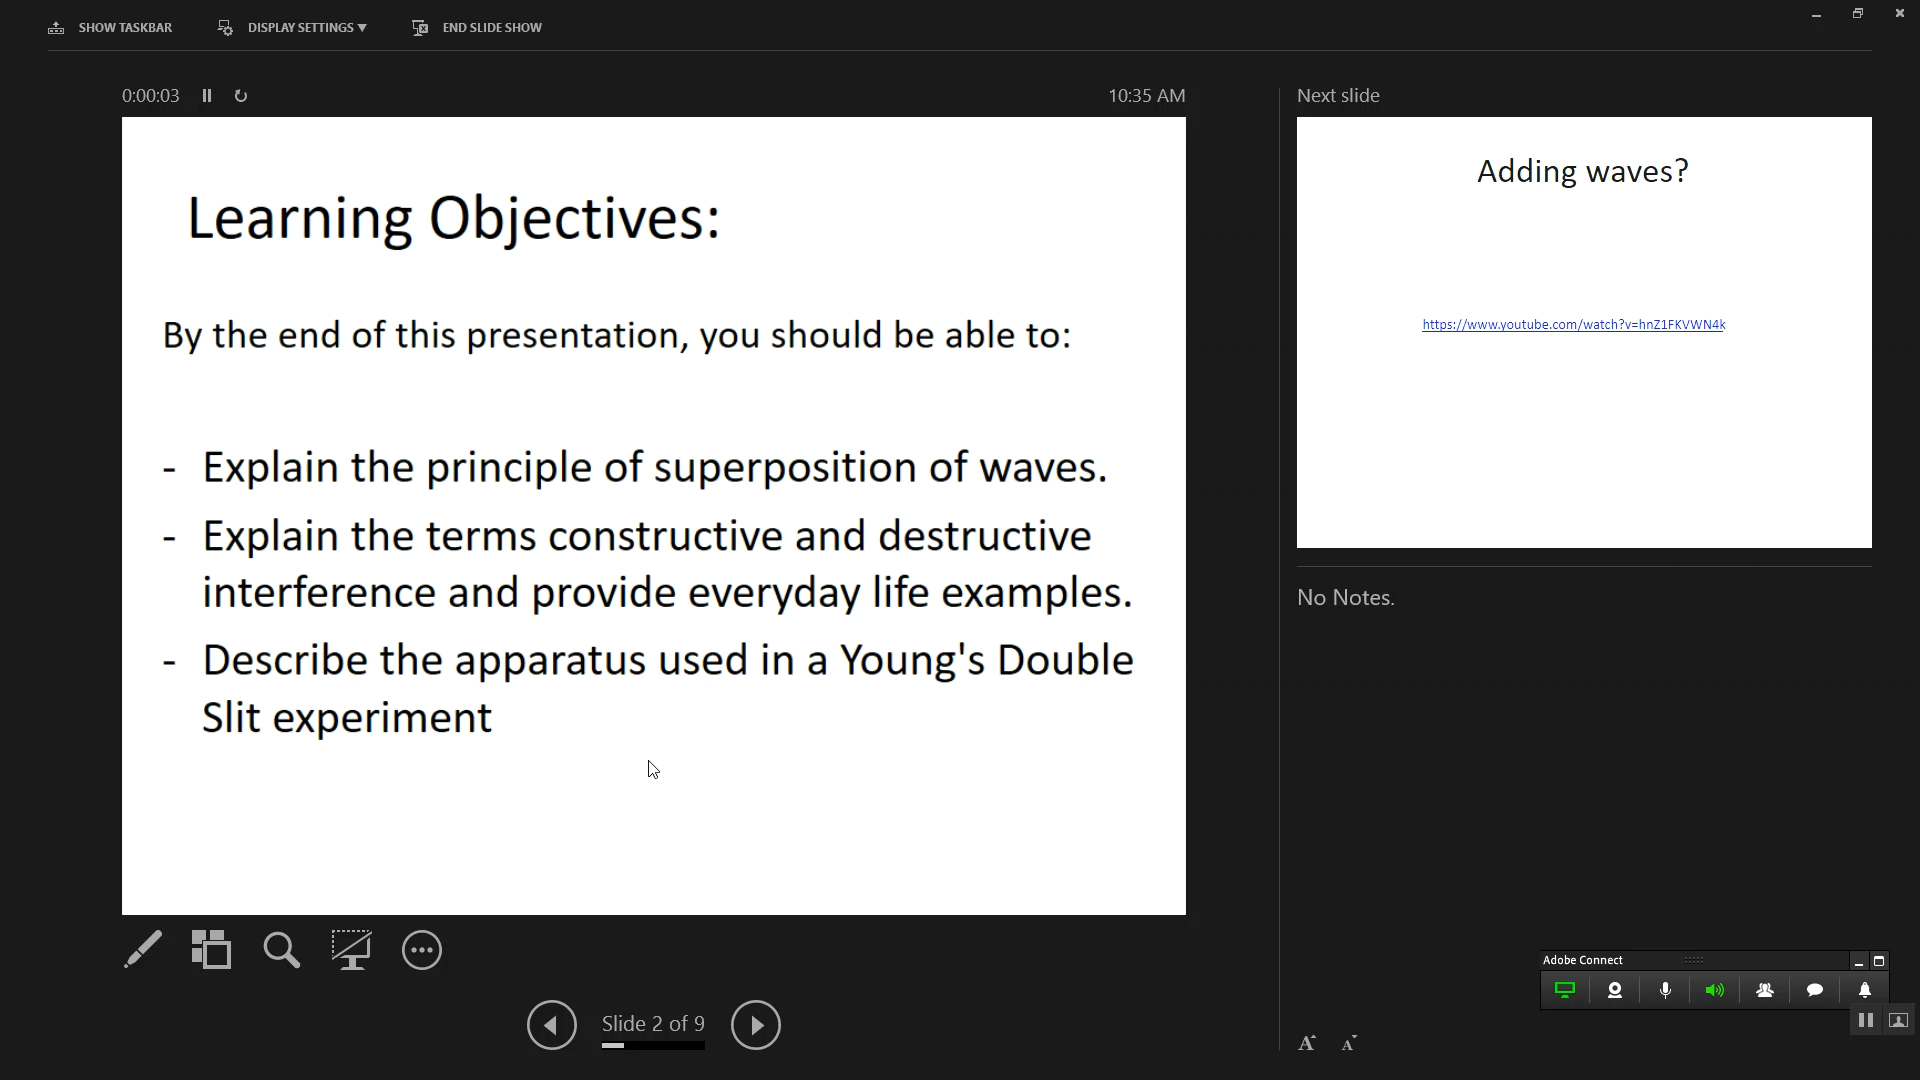 SHOW TASKBAR
DISPLAY SETTINGS ▼
END SLIDE SHOW
0:00:03
10:35 AM
Learning Objectives:
By the end of this presentation, you should be able to:
- Explain the principle of superposition of waves.
- Explain the terms constructive and destructive
interference and provide everyday life examples.
- Describe the apparatus used in a Young's Double
Slit experiment
Slide 2 of 9
Next slide
Adding waves?
https://www.youtube.com/watch?v=hnZ1FKVWN4k
No Notes.
A A
Adobe Connect